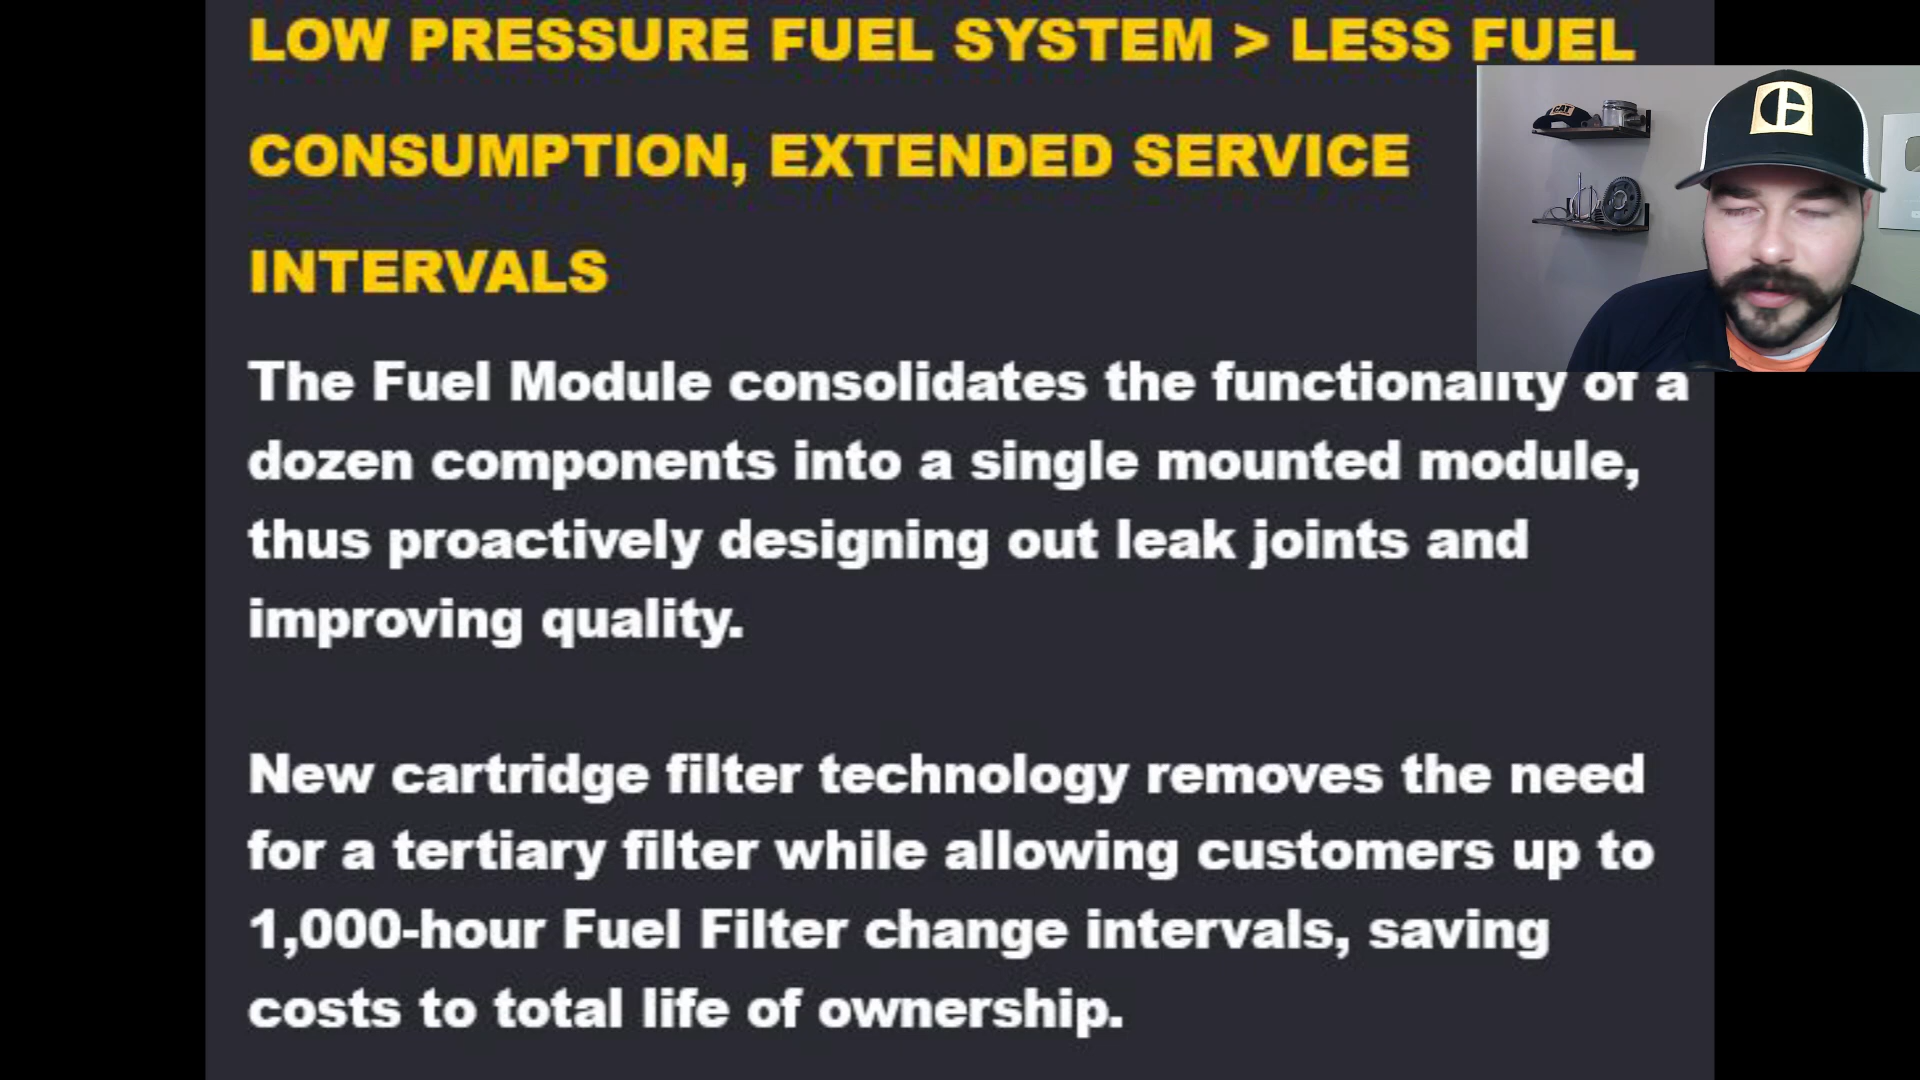 LOW PRESSURE FUEL SYSTEM > LESS FUEL
CONSUMPTION, EXTENDED SERVICE
INTERVALS
CAT
The Fuel Module consolidates the functionality of a
dozen components into a single mounted module,
thus proactively designing out leak joints and
improving quality.
New cartridge filter technology removes the need
for a tertiary filter while allowing customers up to
1,000-hour Fuel Filter change intervals, saving
costs to total life of ownership.